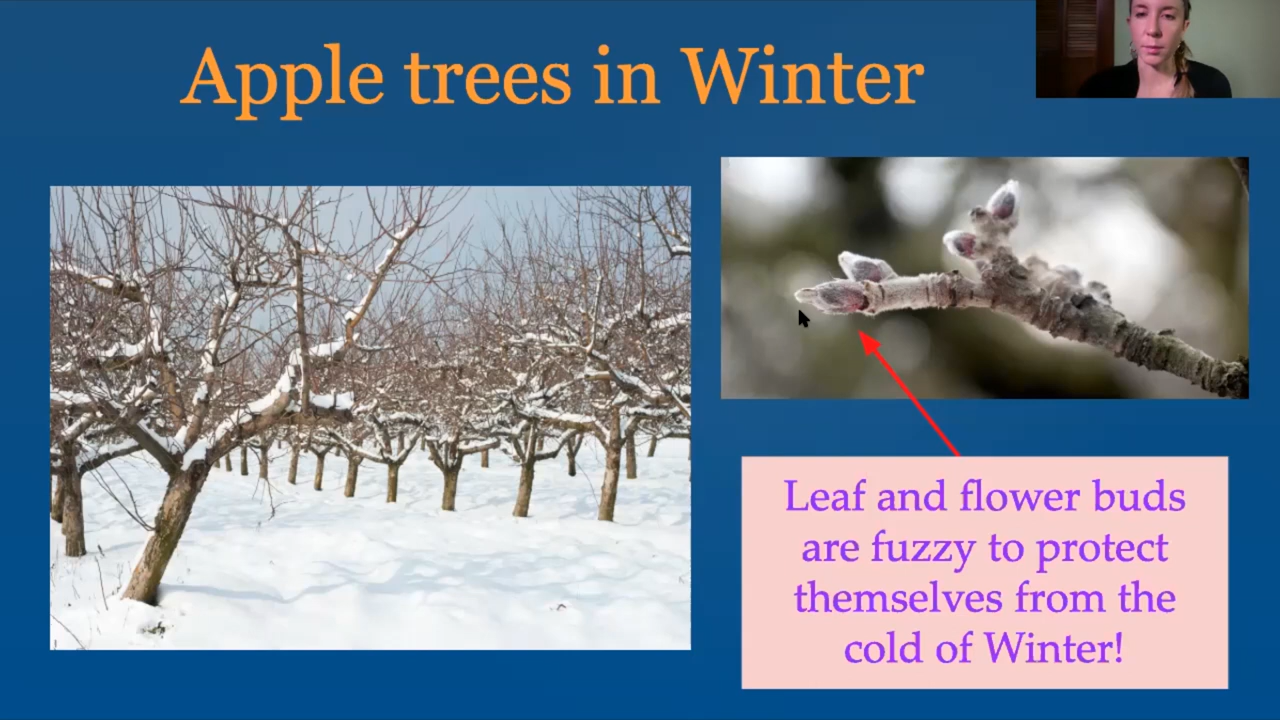 Apple trees in Winter
Leaf and flower buds
are fuzzy to protect
themselves from the
cold of Winter!